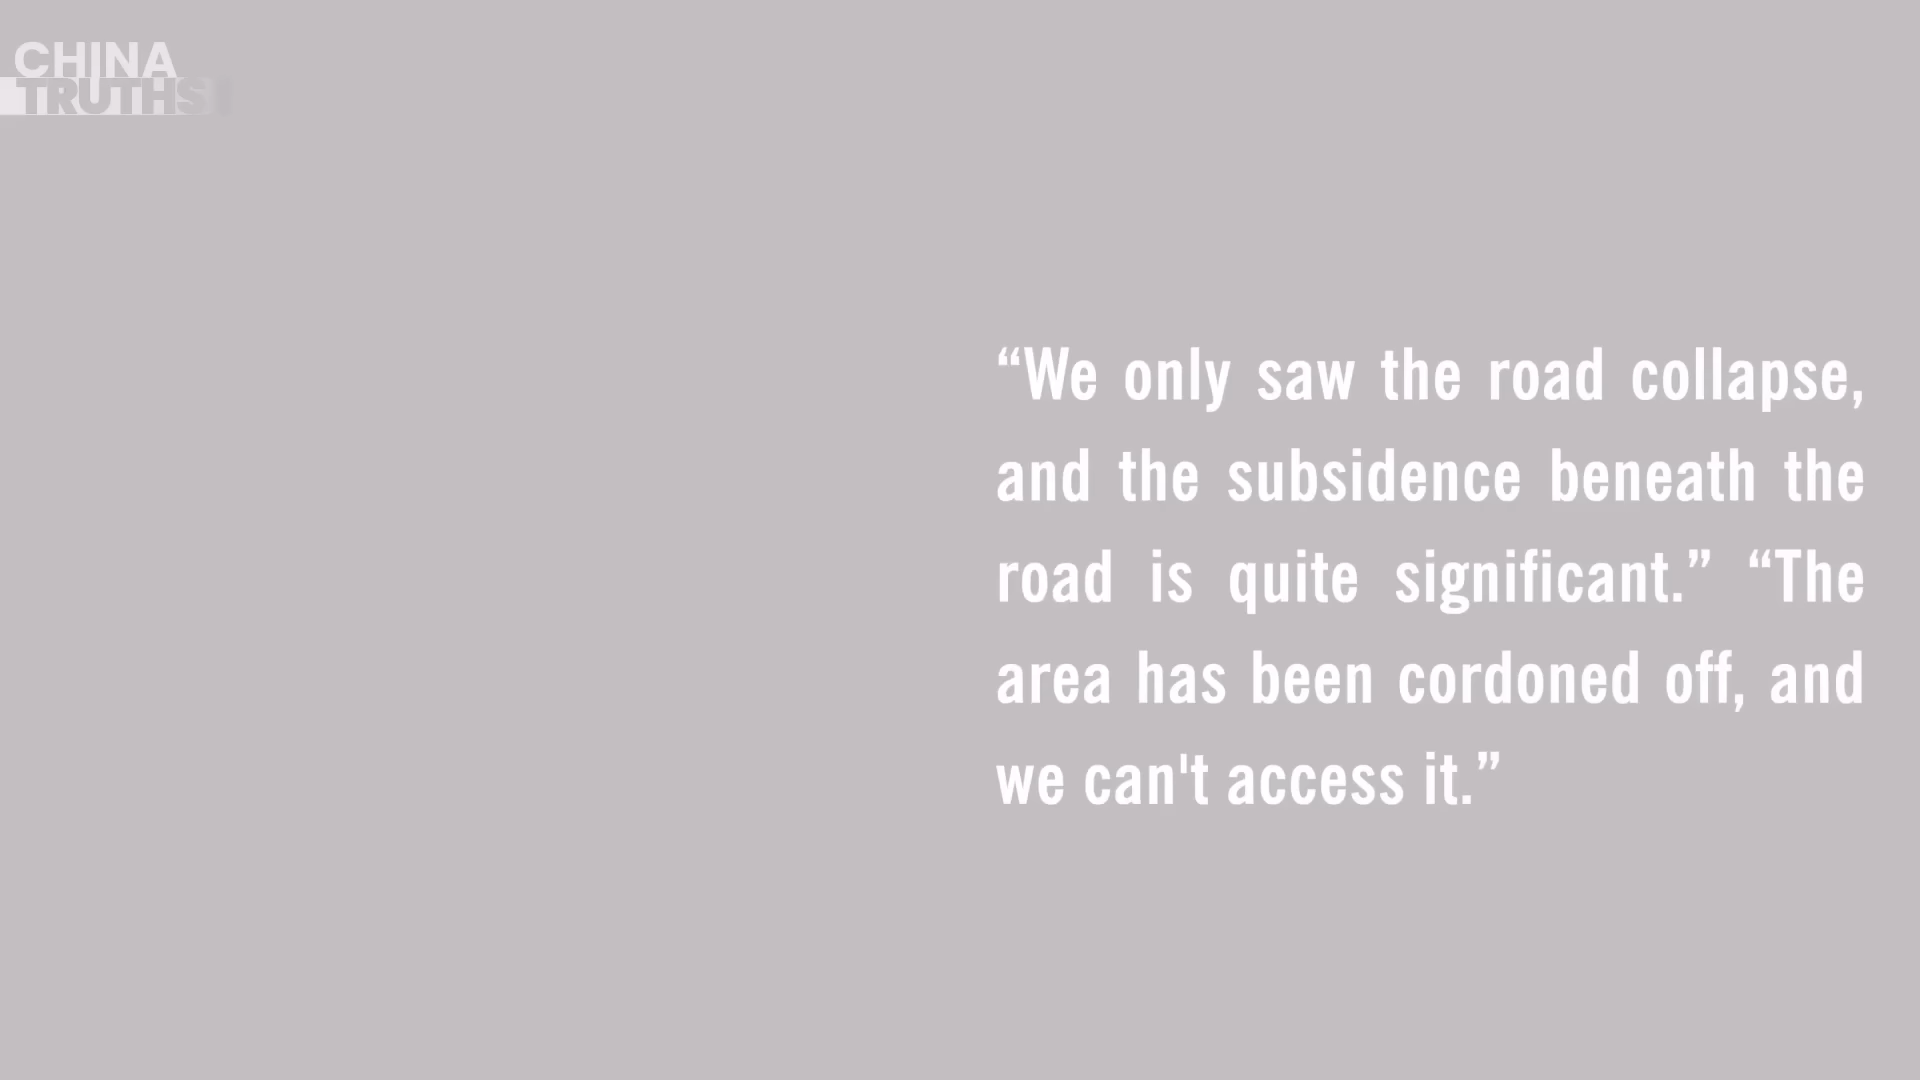 CHINA
TRUTHS
“We only saw the road collapse,
and the subsidence beneath the
road is quite significant.” “The
area has been cordoned off, and
we can't access it.”